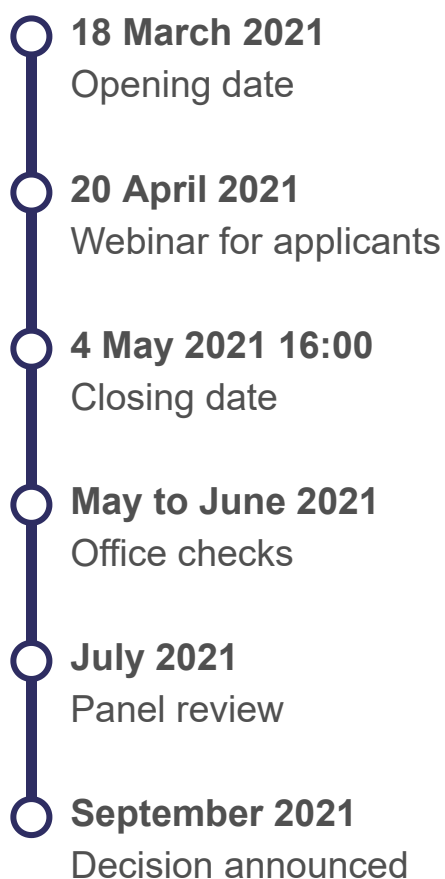 18 March 2021
Opening date
20 April 2021
Webinar for applicants
4 May 2021 16:00
Closing date
May to June 2021
Office checks
July 2021
Panel review
September 2021
Decision announced